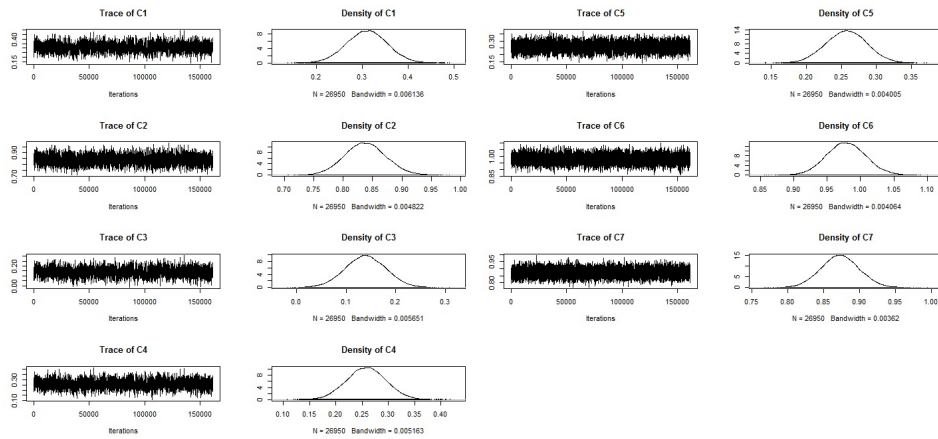 Trace of C1
0.15 0.40
0 50000 100000 150000
Iterations
Density of C1
0 4 8
0.2 0.3 0.4 0.5
N = 26950 Bandwidth = 0.006136
Trace of C5
0.15 0.30
0 50000 100000 150000
Iterations
Density of C5
0 4 8 14
0.15 0.20 0.25 0.30 0.35
N = 26950 Bandwidth = 0.004005
Trace of C2
0.70 0.90
0 50000 100000 150000
Iterations
Density of C2
0 4 8
0.70 0.75 0.80 0.85 0.90 0.95 1.00
N = 26950 Bandwidth = 0.004822
Trace of C6
0.85 1.00
0 50000 100000 150000
Iterations
Density of C6
0 4 8
0.85 0.90 0.95 1.00 1.05 1.10
N = 26950 Bandwidth = 0.004064
Trace of C3
0.00 0.20
0 50000 100000 150000
Iterations
Density of C3
0 4 8
0.0 0.1 0.2 0.3
N = 26950 Bandwidth = 0.005651
Trace of C7
0.80 0.95
0 50000 100000 150000
Iterations
Density of C7
0 5 15
0.75 0.80 0.85 0.90 0.95 1.00
N = 26950 Bandwidth = 0.00362
Trace of C4
0.10 0.30
0 50000 100000 150000
Iterations
Density of C4
0 4 8
0.10 0.15 0.20 0.25 0.30 0.35 0.40
N = 26950 Bandwidth = 0.005163